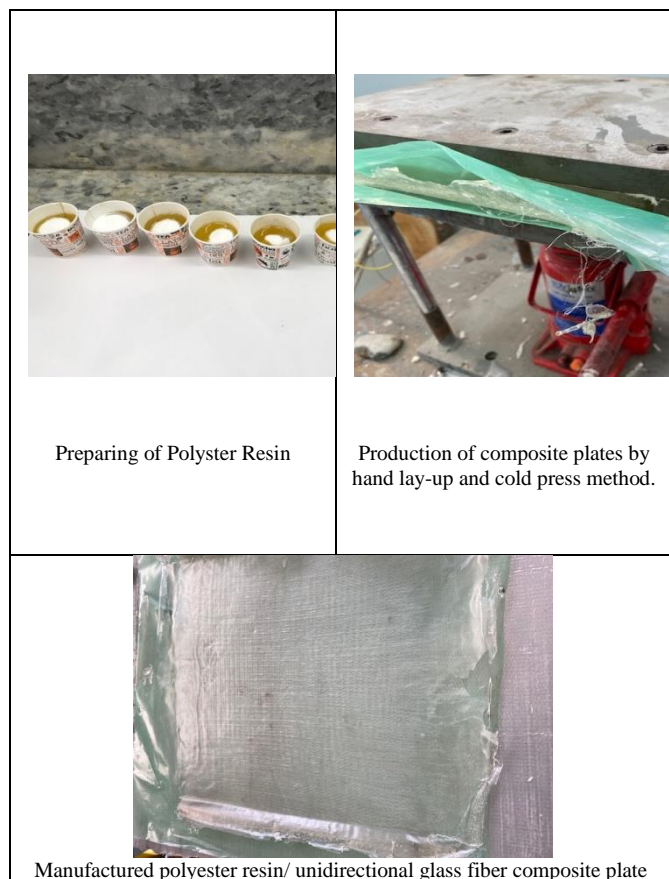 Preparing of Polyster Resin
Production of composite plates by
hand lay-up and cold press method.
Manufactured polyester resin/ unidirectional glass fiber composite plate